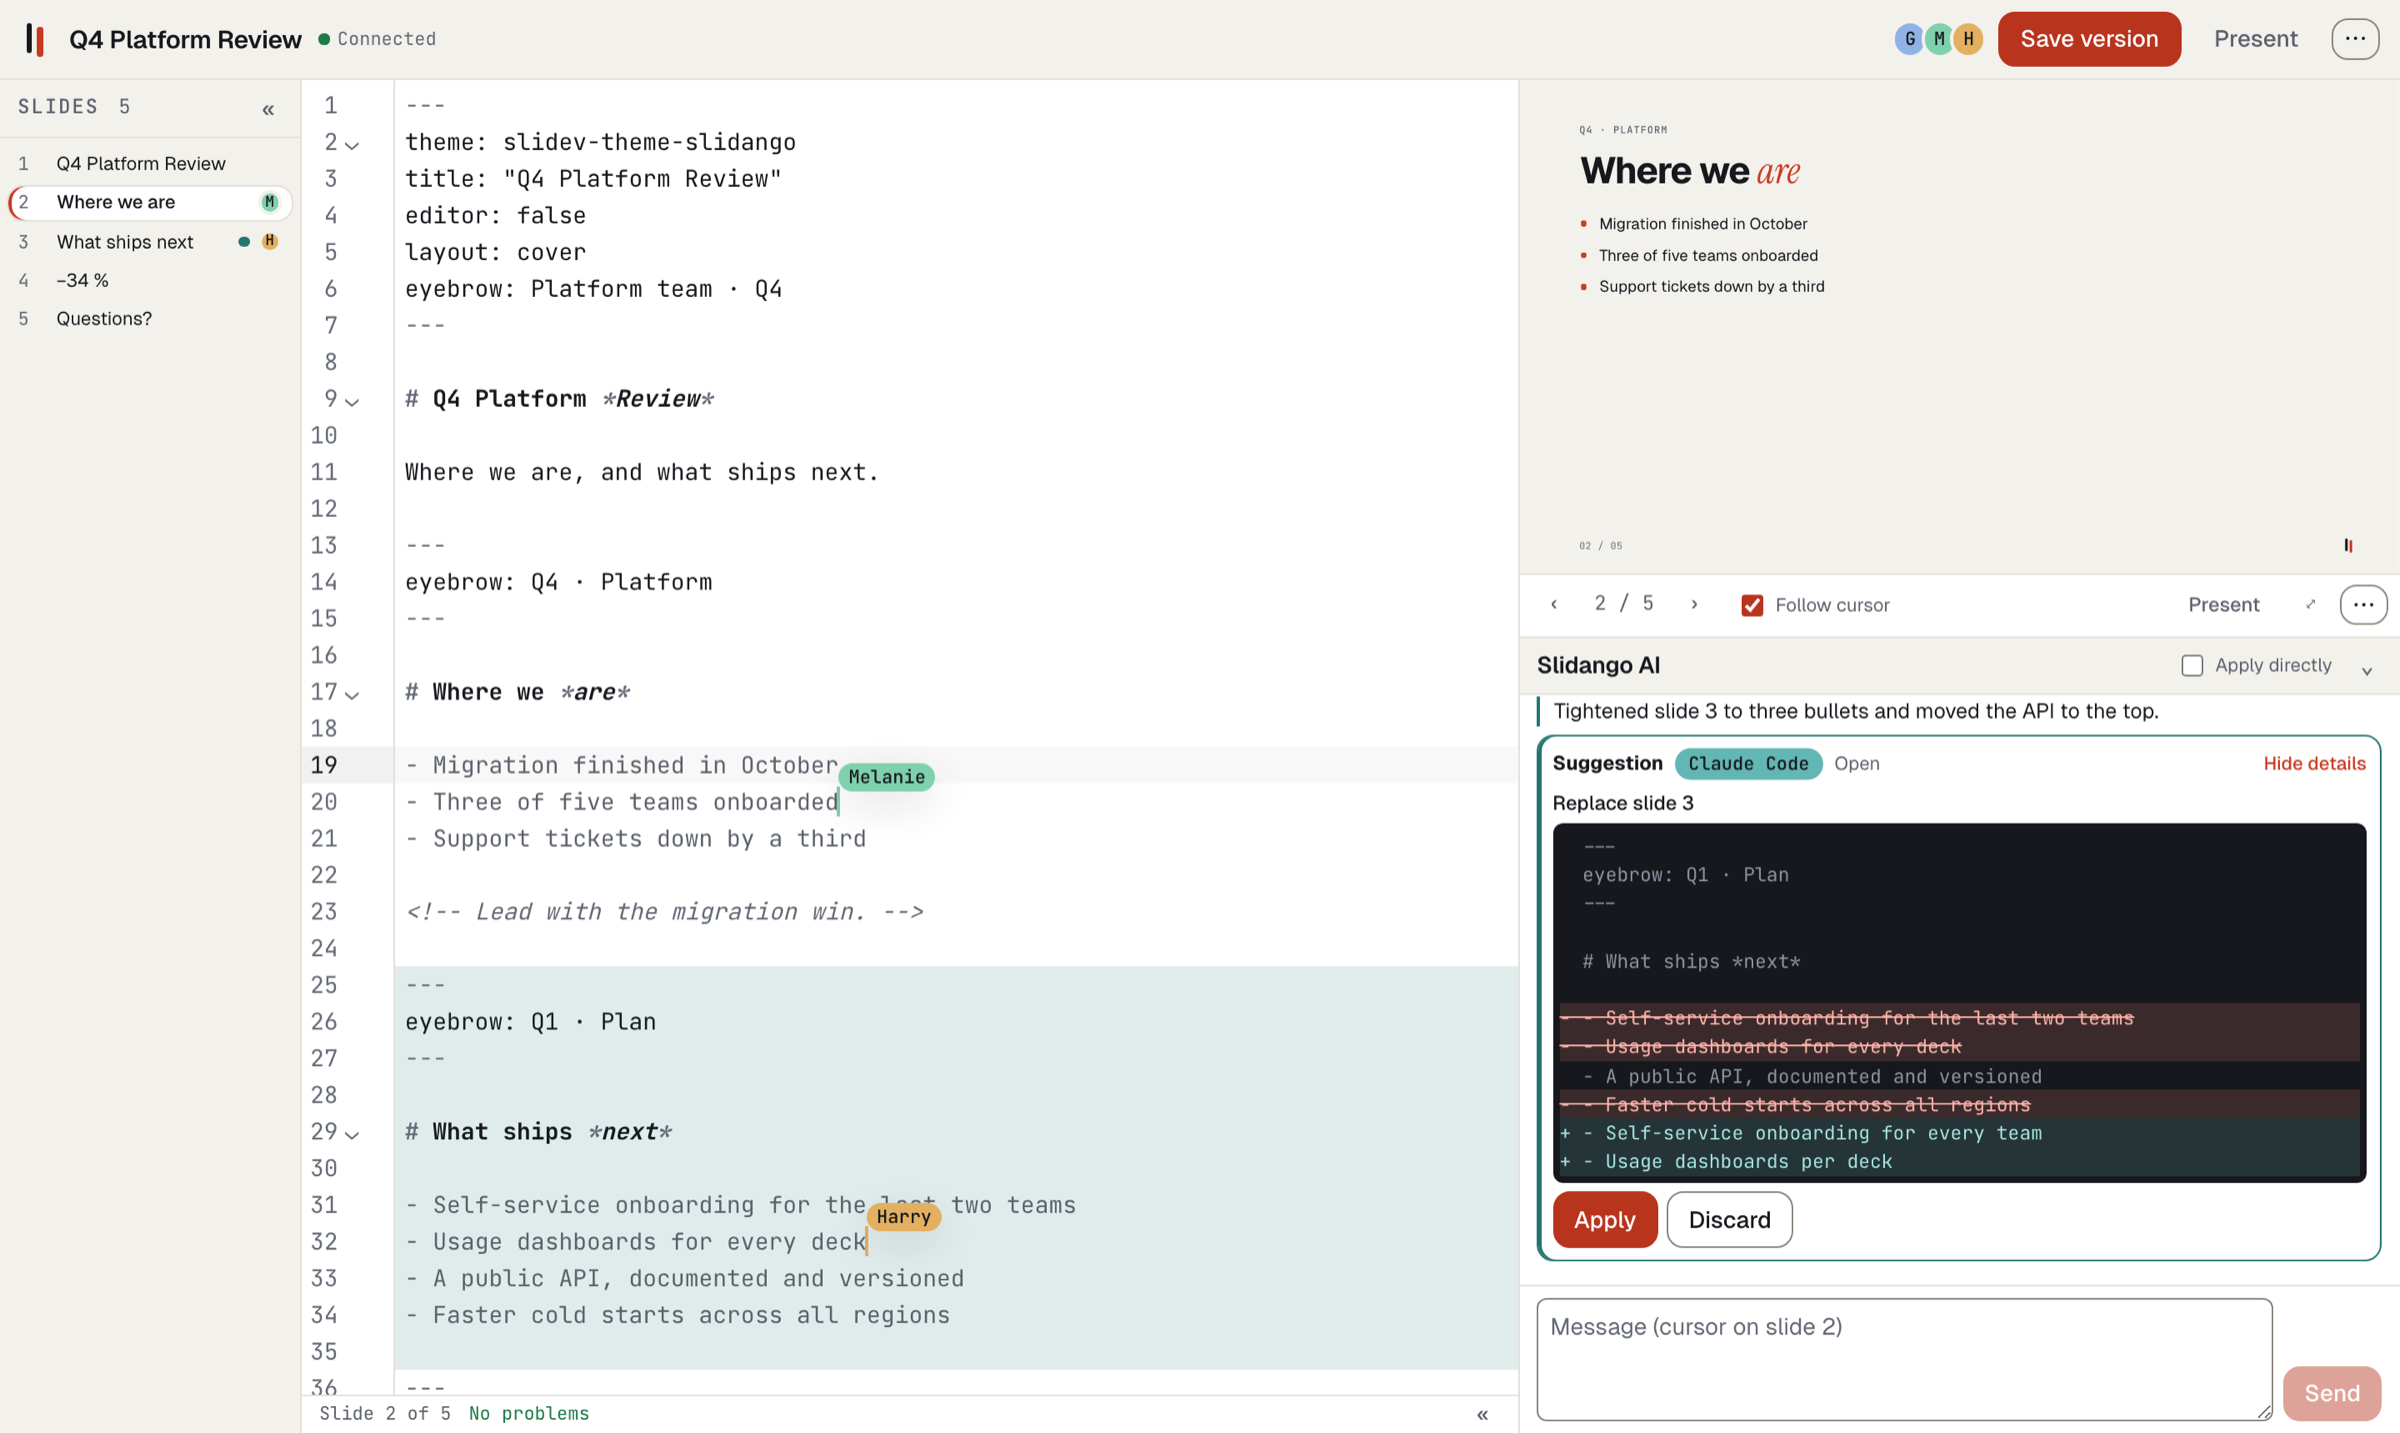 Q4 Platform Review
Connected
G M H
Save version
Present
SLIDES 5
«
1 Q4 Platform Review
2 Where we are M
3 What ships next H
4 −34 %
5 Questions?
1 ---
2 theme: slidev-theme-slidango
3 title: "Q4 Platform Review"
4 editor: false
5 layout: cover
6 eyebrow: Platform team · Q4
7 ---
8
9 # Q4 Platform *Review*
10
11 Where we are, and what ships next.
12
13 ---
14 eyebrow: Q4 · Platform
15 ---
16
17 # Where we *are*
18
19 - Migration finished in October
Melanie
20 - Three of five teams onboarded
21 - Support tickets down by a third
22
23 <!-- Lead with the migration win. -->
24
25 ---
26 eyebrow: Q1 · Plan
27 ---
28
29 # What ships *next*
30
31 - Self-service onboarding for the last two teams
Harry
32 - Usage dashboards for every deck
33 - A public API, documented and versioned
34 - Faster cold starts across all regions
35
36 ---
Slide 2 of 5 No problems «
Q4 · PLATFORM
Where we are
Migration finished in October
Three of five teams onboarded
Support tickets down by a third
02 / 05
‹ 2 / 5 › Follow cursor Present
Slidango AI Apply directly
Tightened slide 3 to three bullets and moved the API to the top.
Suggestion Claude Code Open Hide details
Replace slide 3
---
eyebrow: Q1 · Plan
---
# What ships *next*
- - Self-service onboarding for the last two teams
- - Usage dashboards for every deck
- A public API, documented and versioned
- - Faster cold starts across all regions
+ - Self-service onboarding for every team
+ - Usage dashboards per deck
Apply Discard
Message (cursor on slide 2)
Send